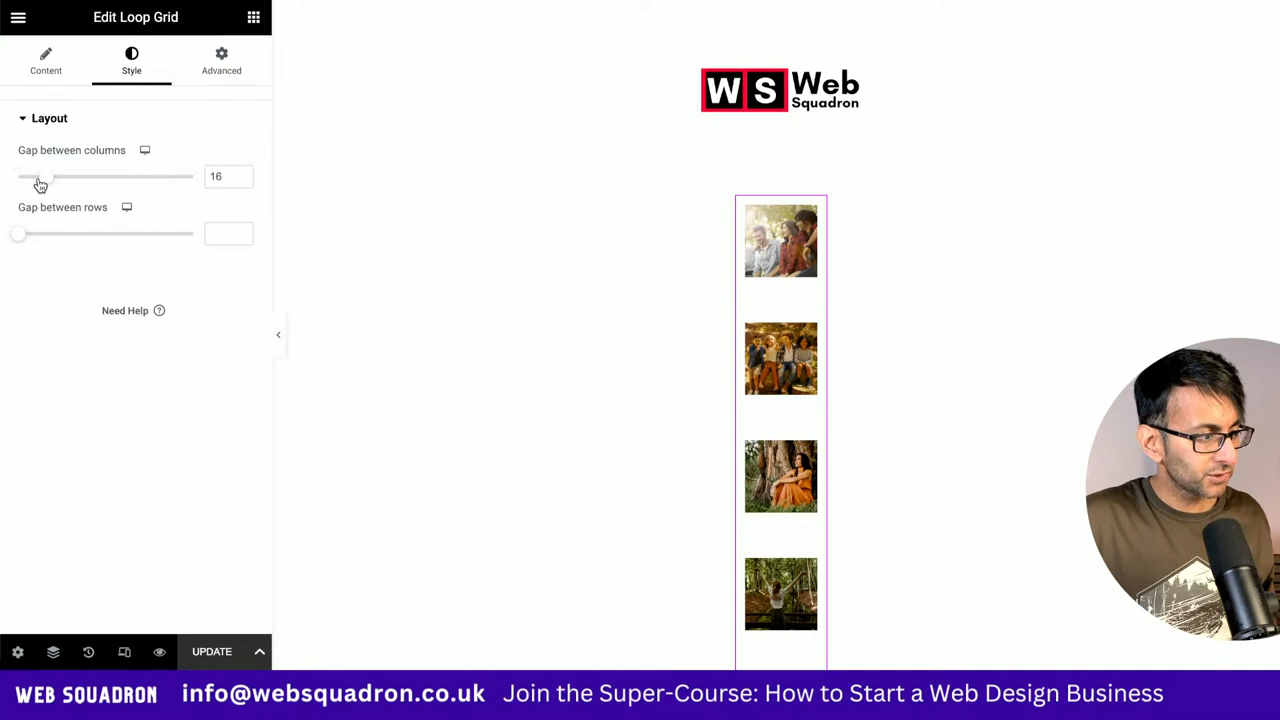 Edit Loop Grid
Content
Style
Advanced
Layout
Gap between columns
16
Gap between rows
Need Help ?
UPDATE
W S Web
Squadron
WEB SQUADRON info@websquadron.co.uk Join the Super-Course: How to Start a Web Design Business